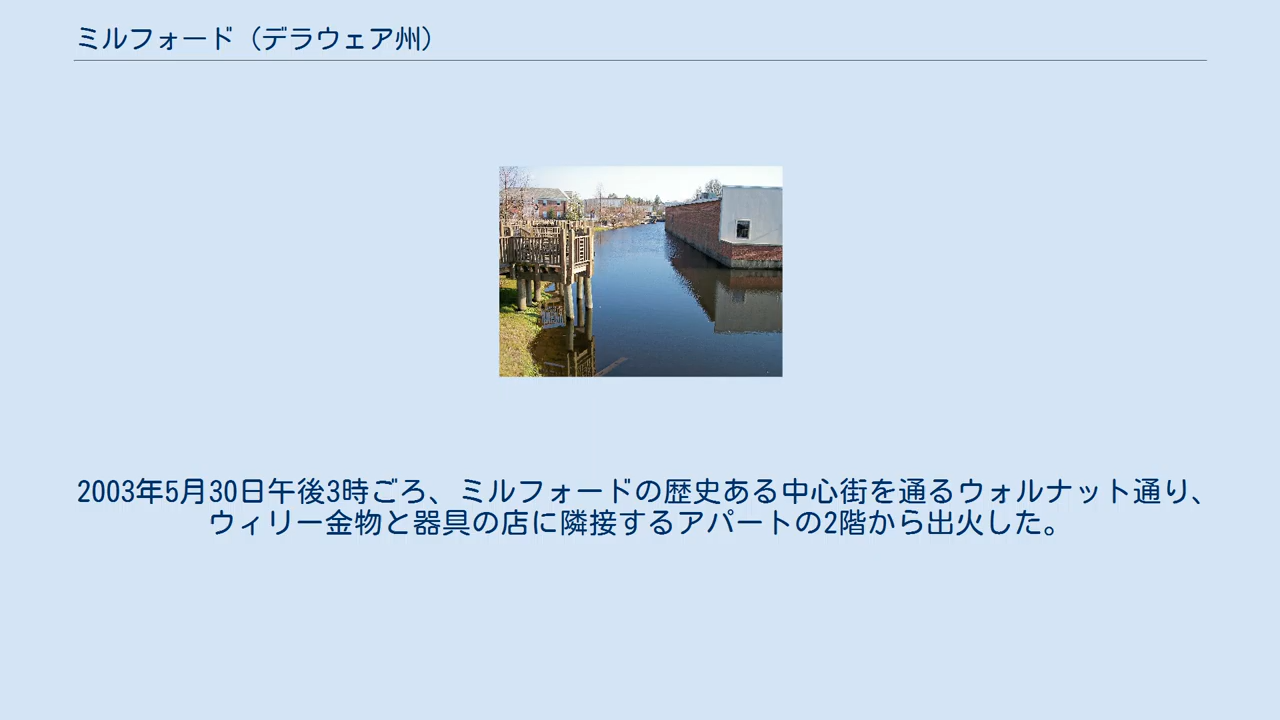 ミルフォード（デラウェア州）
2003年5月30日午後3時ごろ、ミルフォードの歴史ある中心街を通るウォルナット通り、
ウィリー金物と器具の店に隣接するアパートの2階から出火した。